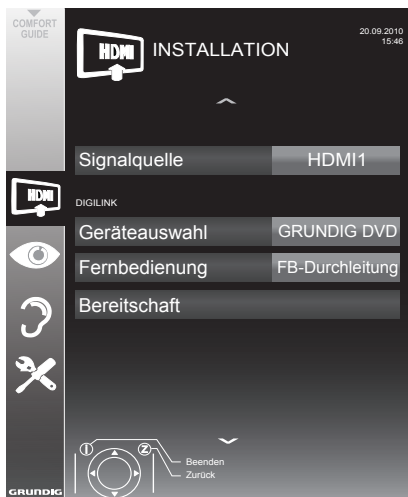 COMFORT
GUIDE
HDMI
INSTALLATION
20.09.2010
15:46
Signalquelle
HDMI1
HDMI
DIGILINK
Geräteauswahl
GRUNDIG DVD
Fernbedienung
FB-Durchleitung
Bereitschaft
i
Z
Beenden
Zurück
GRUNDIG